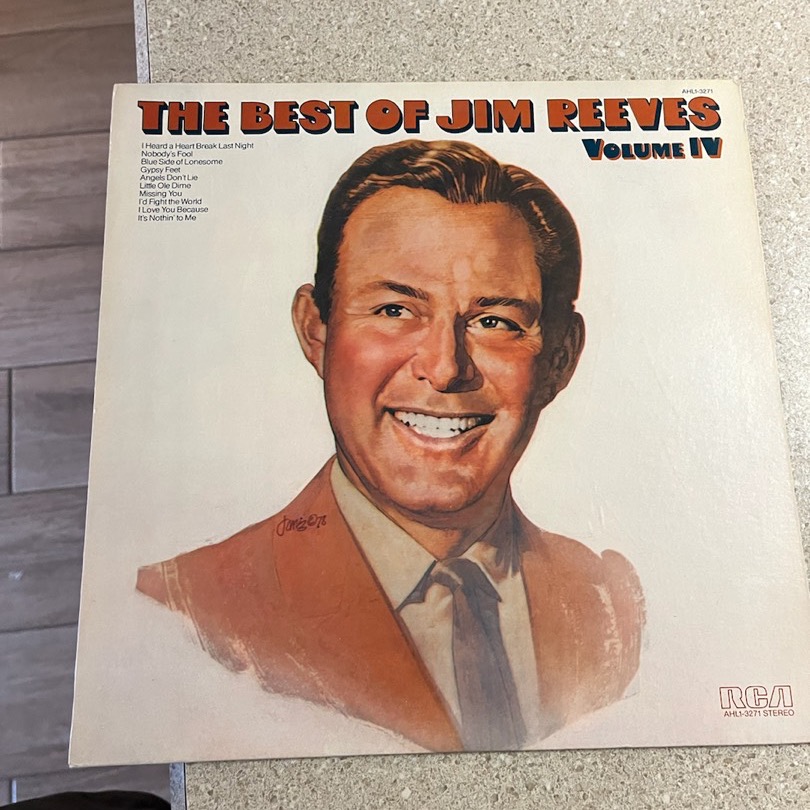 AHL1-3271
THE BEST OF JIM REEVES
VOLUME IV
I Heard a Heart Break Last Night
Nobody's Fool
Blue Side of Lonesome
Gypsy Feet
Angels Don't Lie
Little Ole Dime
Missing You
I'd Fight the World
I Love You Because
It's Nothin' to Me
©78
RCA
AHL1-3271 STEREO